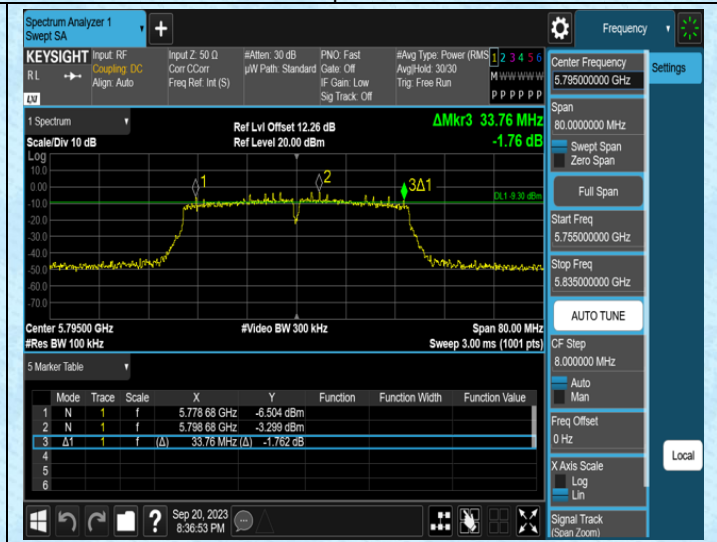 Spectrum Analyzer 1
Swept SA
+
Frequency
KEYSIGHT
RL
LXI
Input: RF
Coupling: DC
Align: Auto
Input Z: 50 Ω
Corr CCorr
Freq Ref: Int (S)
#Atten: 30 dB
µW Path: Standard
PNO: Fast
Gate: Off
IF Gain: Low
Sig Track: Off
#Avg Type: Power (RMS
Avg|Hold: 30/30
Trig: Free Run
1 2 3 4 5 6
M W W W W W
P P P P P P
Center Frequency
5.795000000 GHz
Settings
Span
80.0000000 MHz
Swept Span
Zero Span
Full Span
Start Freq
5.755000000 GHz
Stop Freq
5.835000000 GHz
AUTO TUNE
CF Step
8.000000 MHz
Auto
Man
Freq Offset
0 Hz
X Axis Scale
Log
Lin
Signal Track
(Span Zoom)
Local
1 Spectrum
Scale/Div 10 dB
Ref Lvl Offset 12.26 dB
Ref Level 20.00 dBm
ΔMkr3 33.76 MHz
-1.76 dB
Log
10.0
0.00
-10.0
-20.0
-30.0
-40.0
-50.0
-60.0
-70.0
1
2
3Δ1
DL1 -9.30 dBm
Center 5.79500 GHz
#Video BW 300 kHz
Span 80.00 MHz
#Res BW 100 kHz
Sweep 3.00 ms (1001 pts)
5 Marker Table
Mode Trace Scale X Y Function Function Width Function Value
1 N 1 f 5.778 68 GHz -6.504 dBm
2 N 1 f 5.798 68 GHz -3.299 dBm
3 Δ1 1 f (Δ) 33.76 MHz (Δ) -1.762 dB
4
5
6
?
Sep 20, 2023
8:36:53 PM